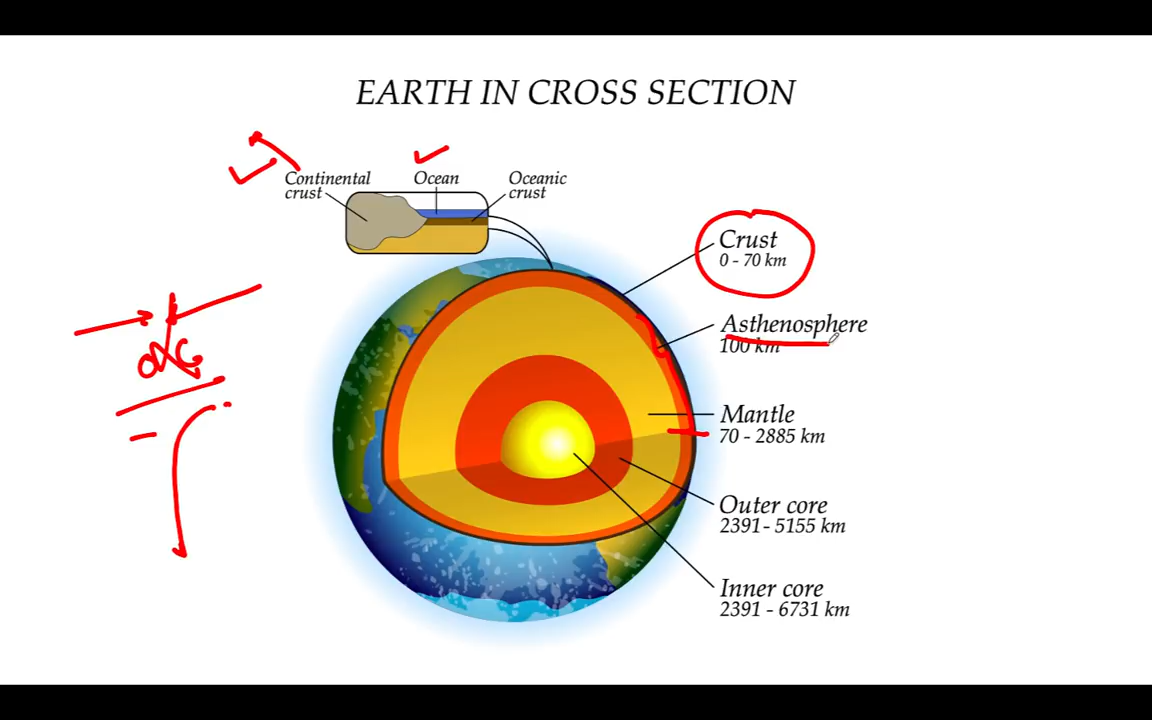 EARTH IN CROSS SECTION
Continental
crust
Ocean
Oceanic
crust
Crust
0 - 70 km
Asthenosphere
100 km
Mantle
70 - 2885 km
Outer core
2391 - 5155 km
Inner core
2391 - 6731 km